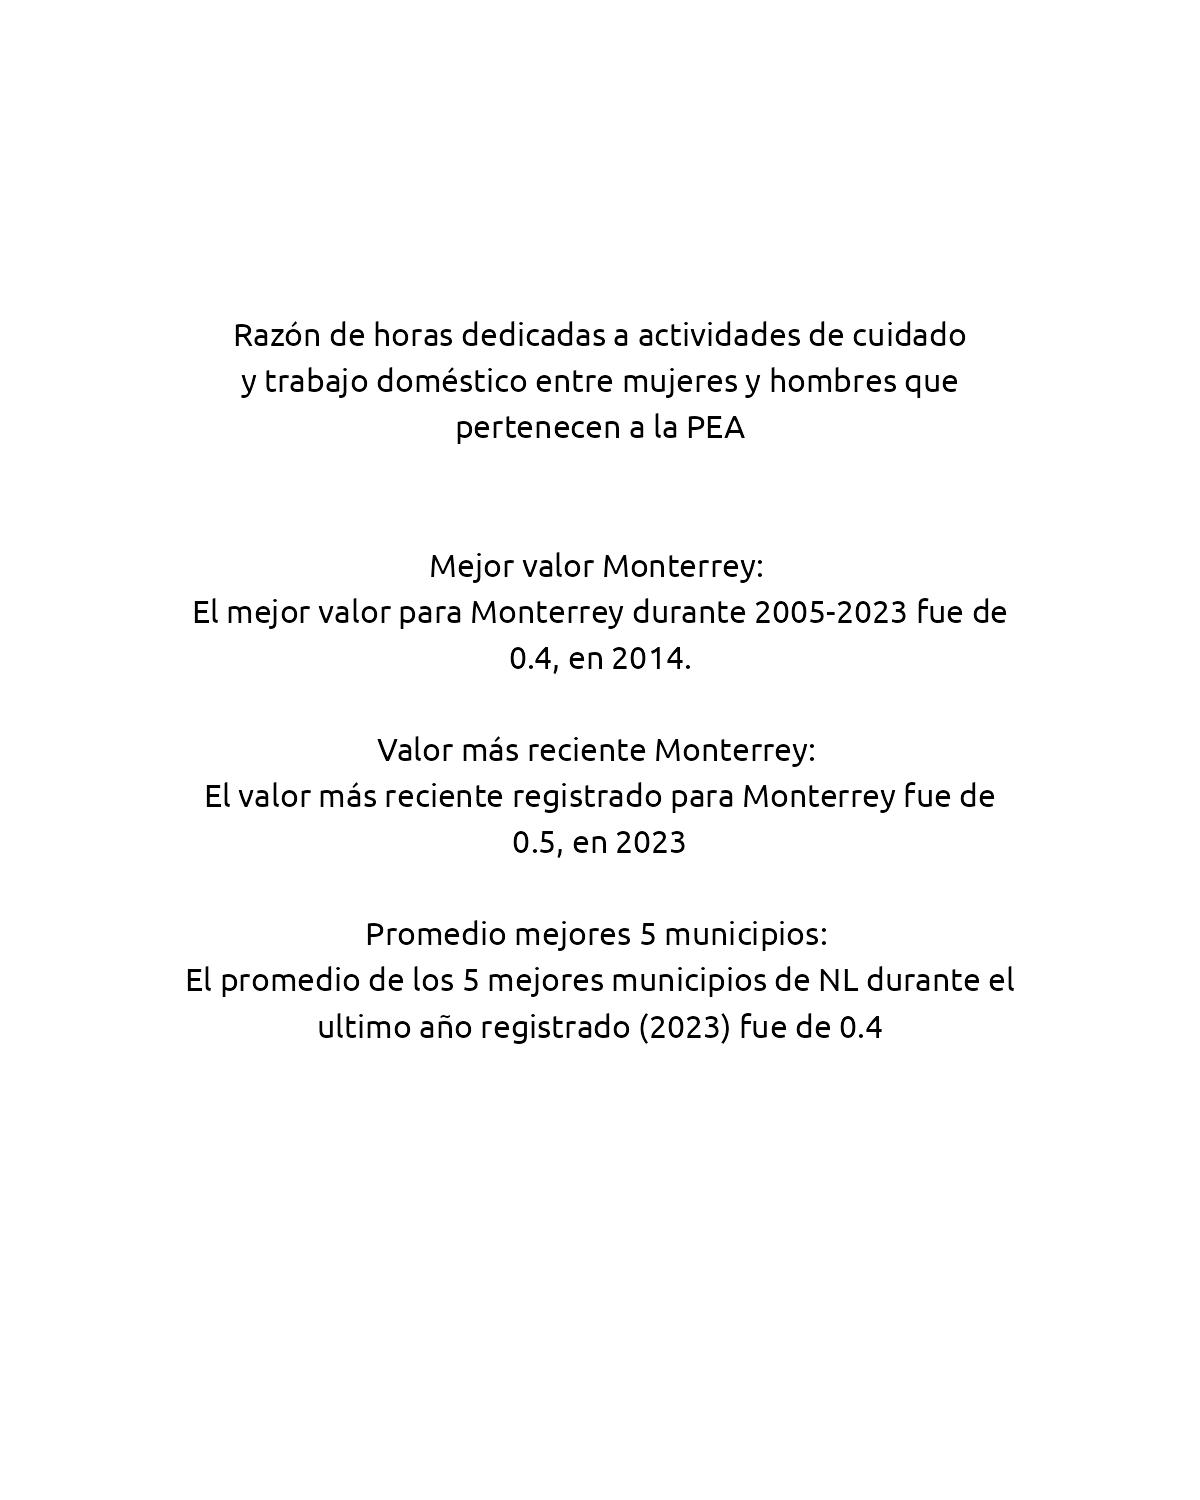 Razón de horas dedicadas a actividades de cuidado
y trabajo doméstico entre mujeres y hombres que
pertenecen a la PEA
Mejor valor Monterrey:
El mejor valor para Monterrey durante 2005-2023 fue de
0.4, en 2014.
Valor más reciente Monterrey:
El valor más reciente registrado para Monterrey fue de
0.5, en 2023
Promedio mejores 5 municipios:
El promedio de los 5 mejores municipios de NL durante el
ultimo año registrado (2023) fue de 0.4